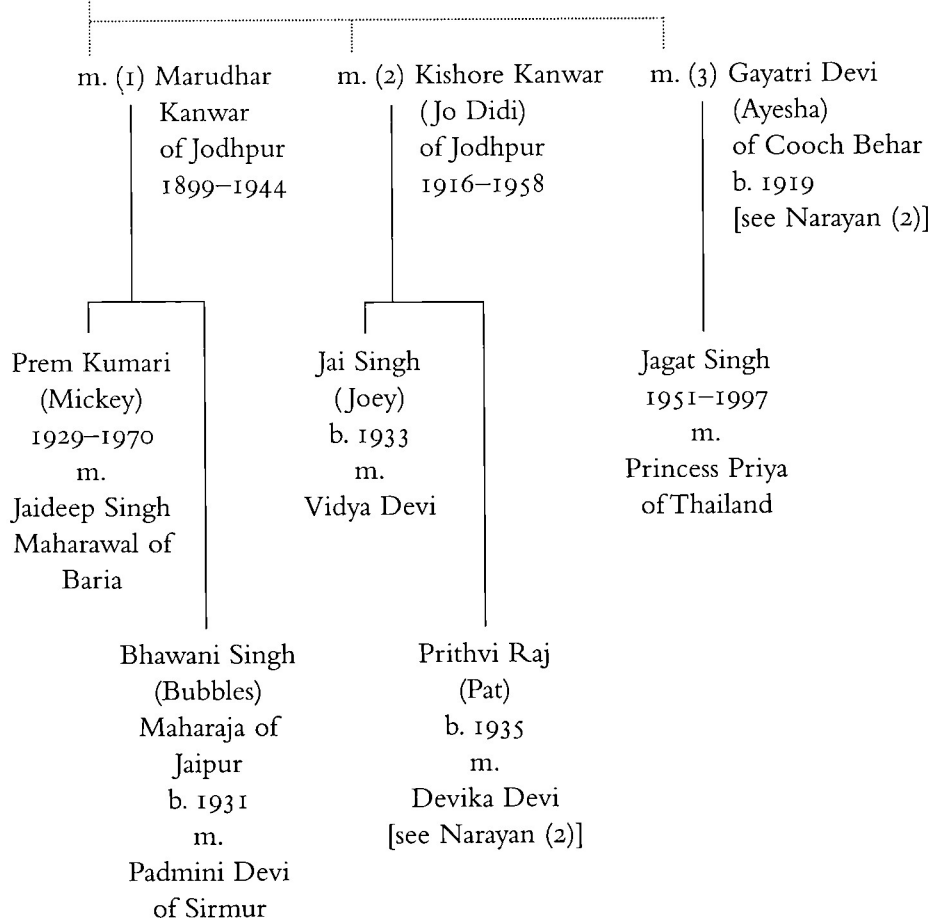 m. (1) Marudhar
Kanwar
of Jodhpur
1899–1944
m. (2) Kishore Kanwar
(Jo Didi)
of Jodhpur
1916–1958
m. (3) Gayatri Devi
(Ayesha)
of Cooch Behar
b. 1919
[see Narayan (2)]
Prem Kumari
(Mickey)
1929–1970
m.
Jaideep Singh
Maharawal of
Baria
Jai Singh
(Joey)
b. 1933
m.
Vidya Devi
Jagat Singh
1951–1997
m.
Princess Priya
of Thailand
Bhawani Singh
(Bubbles)
Maharaja of
Jaipur
b. 1931
m.
Padmini Devi
of Sirmur
Prithvi Raj
(Pat)
b. 1935
m.
Devika Devi
[see Narayan (2)]